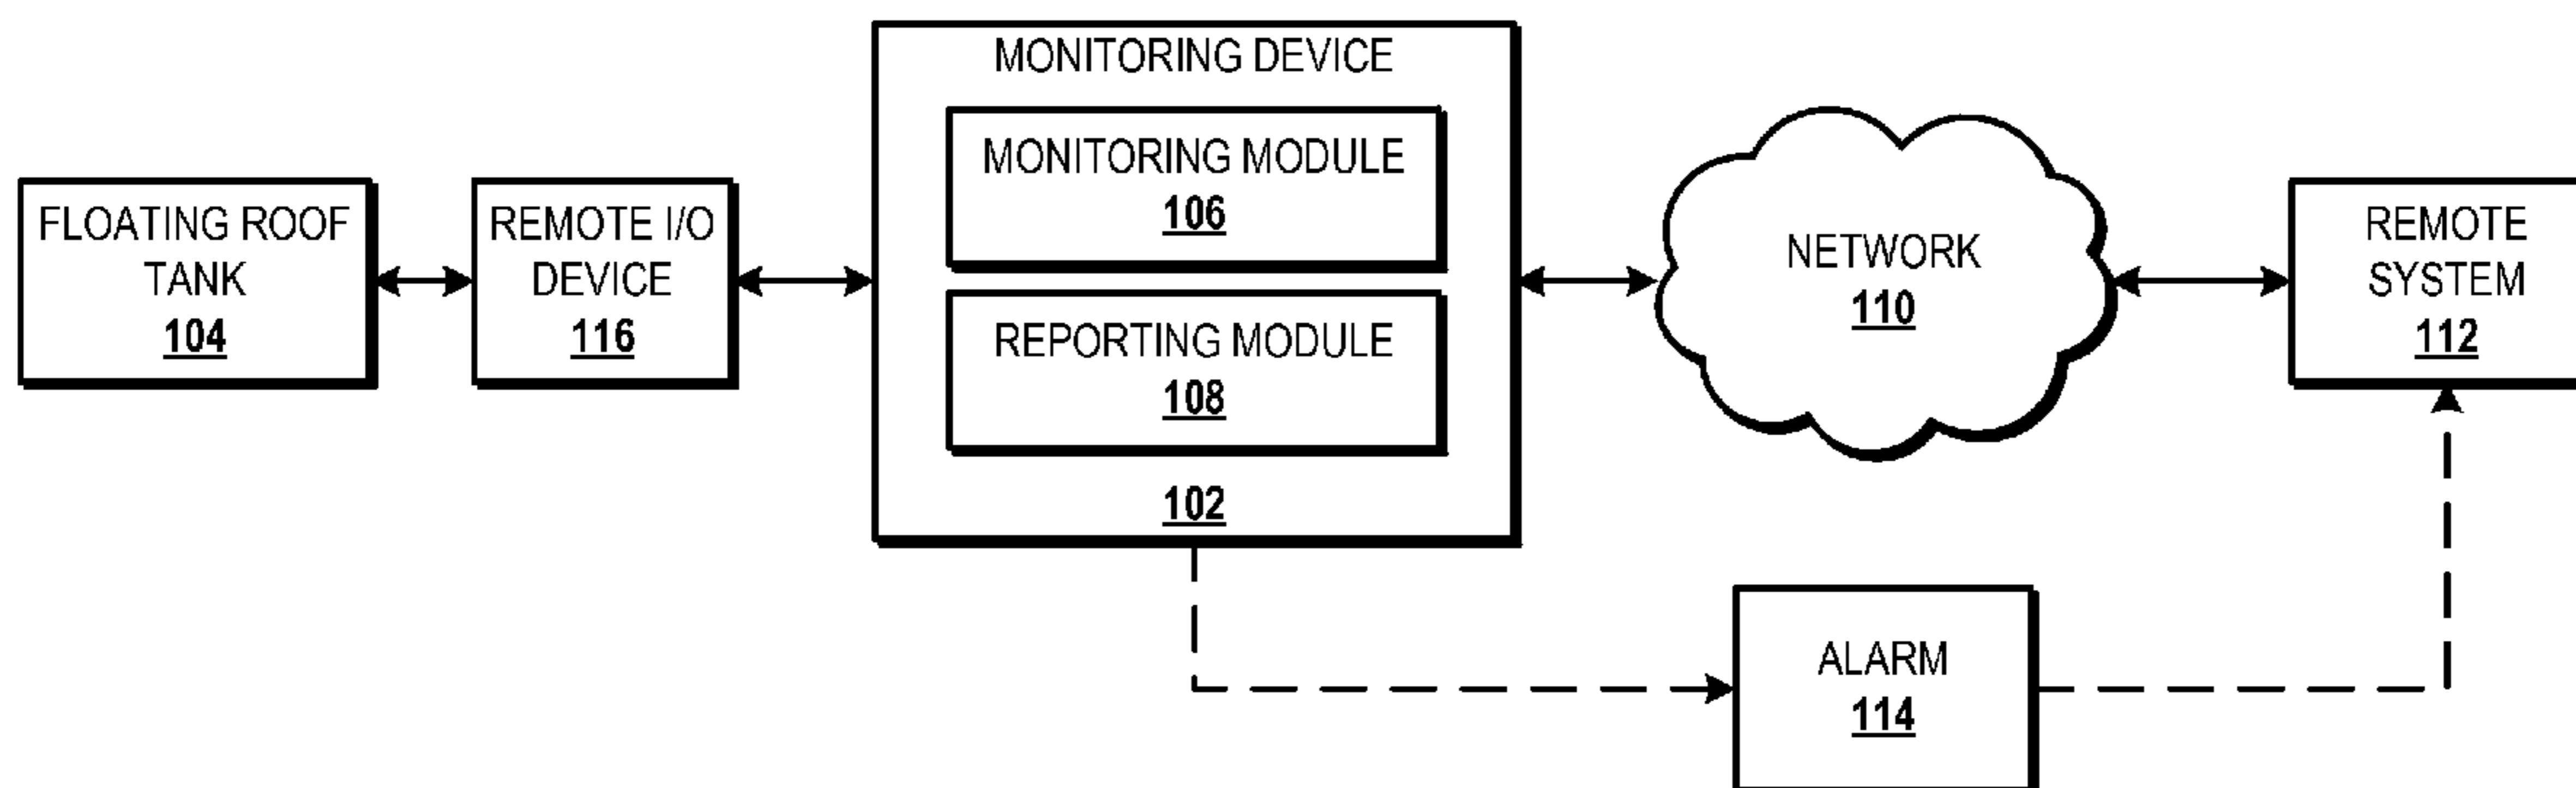 FLOATING ROOF
TANK
104
REMOTE I/O
DEVICE
116
MONITORING DEVICE
MONITORING MODULE
106
REPORTING MODULE
108
102
NETWORK
110
REMOTE
SYSTEM
112
ALARM
114